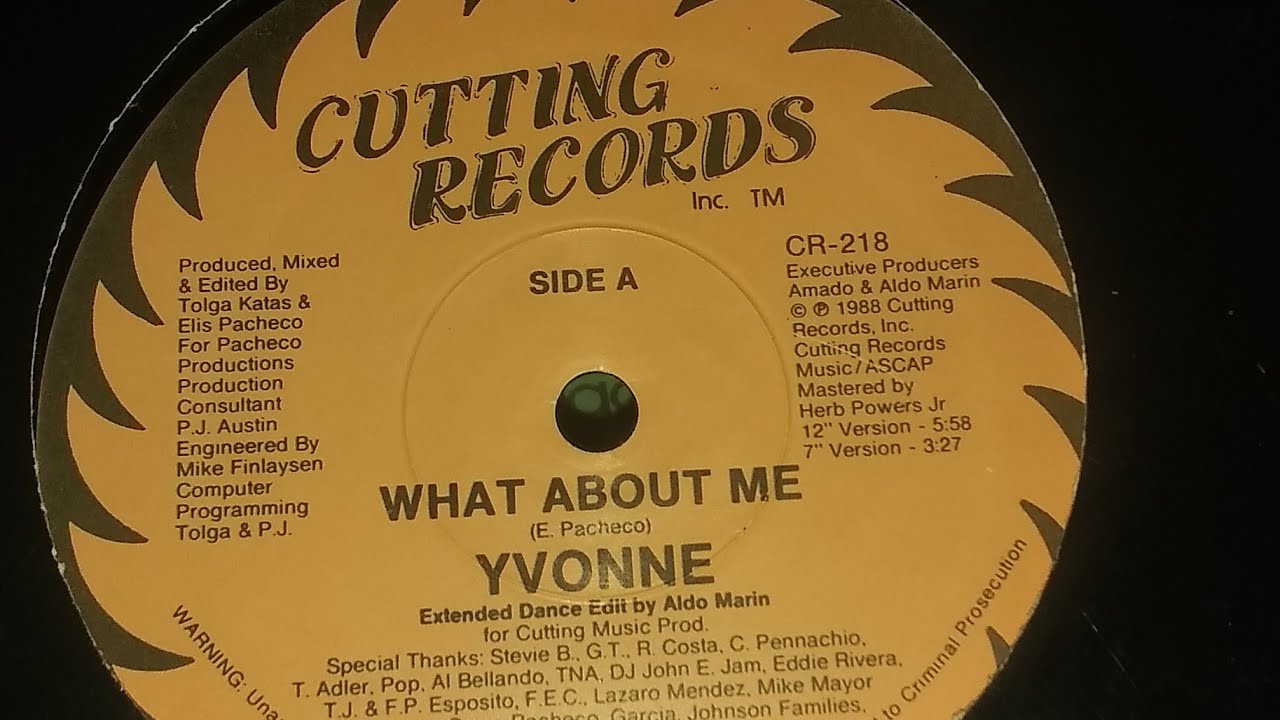 CUTTING
RECORDS
Inc. TM
SIDE A
Produced, Mixed
& Edited By
Tolga Katas &
Elis Pacheco
For Pacheco
Productions
Production
Consultant
P.J. Austin
Engineered By
Mike Finlaysen
Computer
Programming
Tolga & P.J.
CR-218
Executive Producers
Amado & Aldo Marin
© ℗ 1988 Cutting
Records, Inc.
Cutting Records
Music/ASCAP
Mastered by
Herb Powers Jr
12" Version - 5:58
7" Version - 3:27
WHAT ABOUT ME
(E. Pacheco)
YVONNE
Extended Dance Edit by Aldo Marin
for Cutting Music Prod.
Special Thanks: Stevie B., G.T., R. Costa, C. Pennachio,
T. Adler, Pop, Al Bellando, TNA, DJ John E. Jam, Eddie Rivera,
T.J. & F.P. Esposito, F.E.C., Lazaro Mendez, Mike Mayor
Pacheco, Garcia, Johnson Families,
WARNING:
to Criminal Prosecution